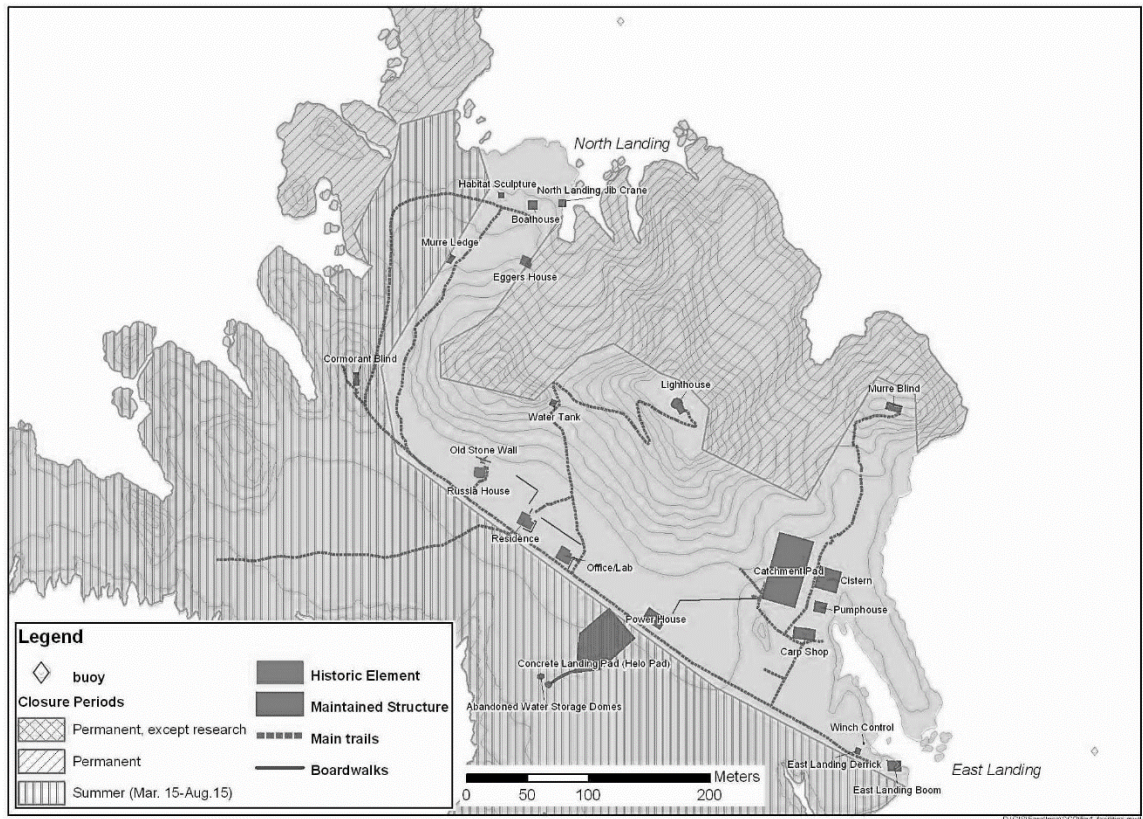 North Landing
Habitat Sculpture
North Landing Jib Crane
Boathouse
Murre Ledge
Eggers House
Cormorant Blind
Lighthouse
Murre Blind
Water Tank
Old Stone Wall
Russia House
Residence
Office/Lab
Catchment Pad
Cistern
Pumphouse
Power House
Carp Shop
Concrete Landing Pad (Helo Pad)
Abandoned Water Storage Domes
Winch Control
East Landing Derrick
East Landing
East Landing Boom
Legend
buoy
Closure Periods
Permanent, except research
Permanent
Summer (Mar. 15-Aug.15)
Historic Element
Maintained Structure
Main trails
Boardwalks
Meters
0 50 100 200